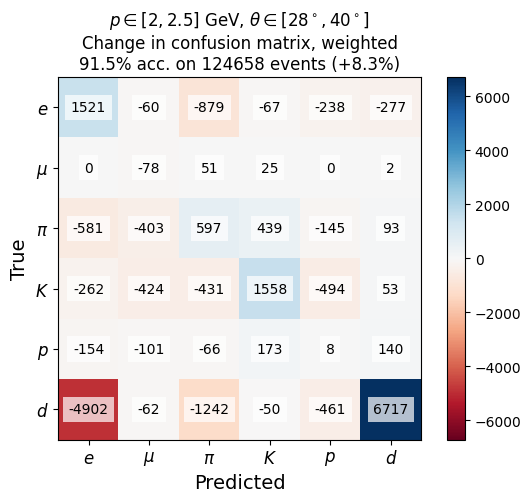 p ∈ [2, 2.5] GeV, θ ∈ [28°, 40°]
Change in confusion matrix, weighted
91.5% acc. on 124658 events (+8.3%)
True
e 1521 -60 -879 -67 -238 -277
μ 0 -78 51 25 0 2
π -581 -403 597 439 -145 93
K -262 -424 -431 1558 -494 53
p -154 -101 -66 173 8 140
d -4902 -62 -1242 -50 -461 6717
e μ π K p d
Predicted
6000
4000
2000
0
−2000
−4000
−6000